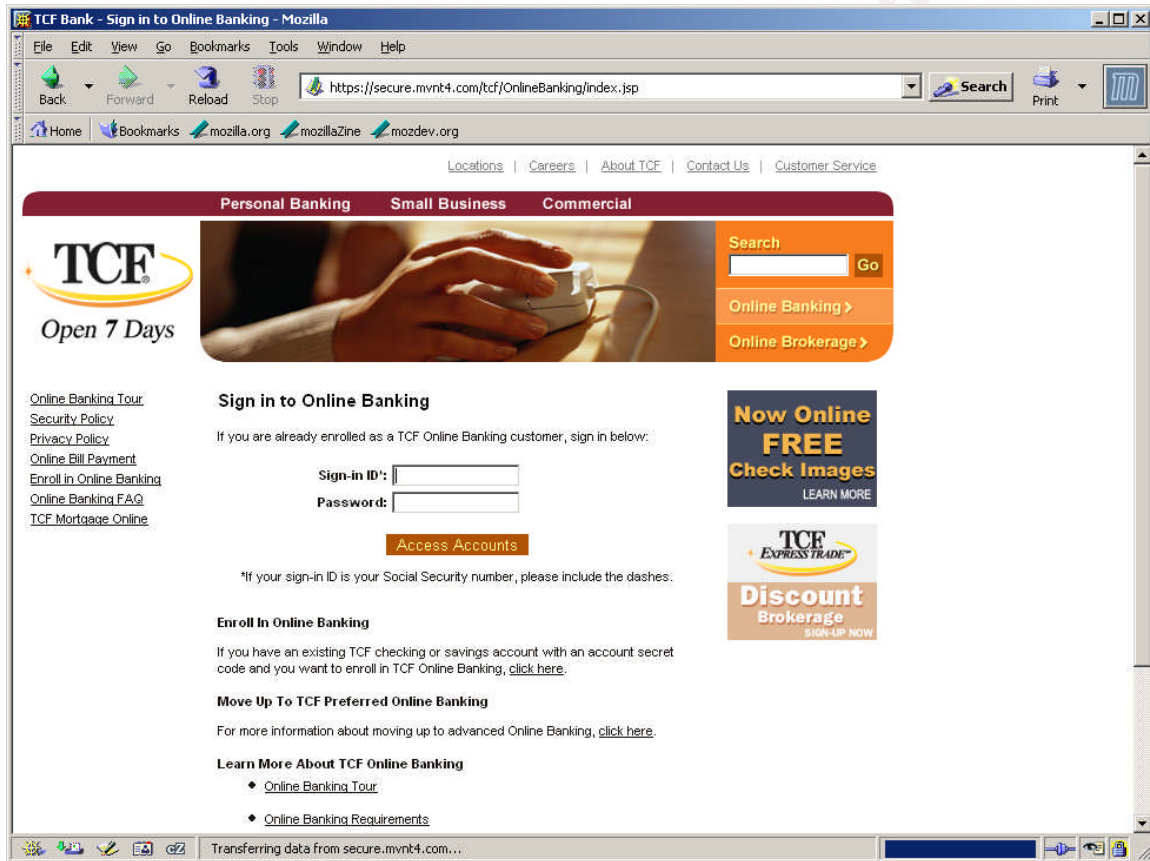 TCF Bank - Sign in to Online Banking - Mozilla
File Edit View Go Bookmarks Tools Window Help
Back Forward Reload Stop https://secure.mvnt4.com/tcf/OnlineBanking/index.jsp Search Print
Home Bookmarks mozilla.org mozillaZine mozdev.org
Locations | Careers | About TCF | Contact Us | Customer Service
Personal Banking Small Business Commercial
TCF®
Open 7 Days
Search
Go
Online Banking >
Online Brokerage >
Online Banking Tour
Security Policy
Privacy Policy
Online Bill Payment
Enroll in Online Banking
Online Banking FAQ
TCF Mortgage Online
Sign in to Online Banking
If you are already enrolled as a TCF Online Banking customer, sign in below:
Sign-in ID*:
Password:
Access Accounts
*If your sign-in ID is your Social Security number, please include the dashes.
Enroll In Online Banking
If you have an existing TCF checking or savings account with an account secret
code and you want to enroll in TCF Online Banking, click here.
Move Up To TCF Preferred Online Banking
For more information about moving up to advanced Online Banking, click here.
Learn More About TCF Online Banking
• Online Banking Tour
• Online Banking Requirements
Now Online
FREE
Check Images
LEARN MORE
TCF
EXPRESS TRADE℠
Discount
Brokerage
SIGN-UP NOW
Transferring data from secure.mvnt4.com...